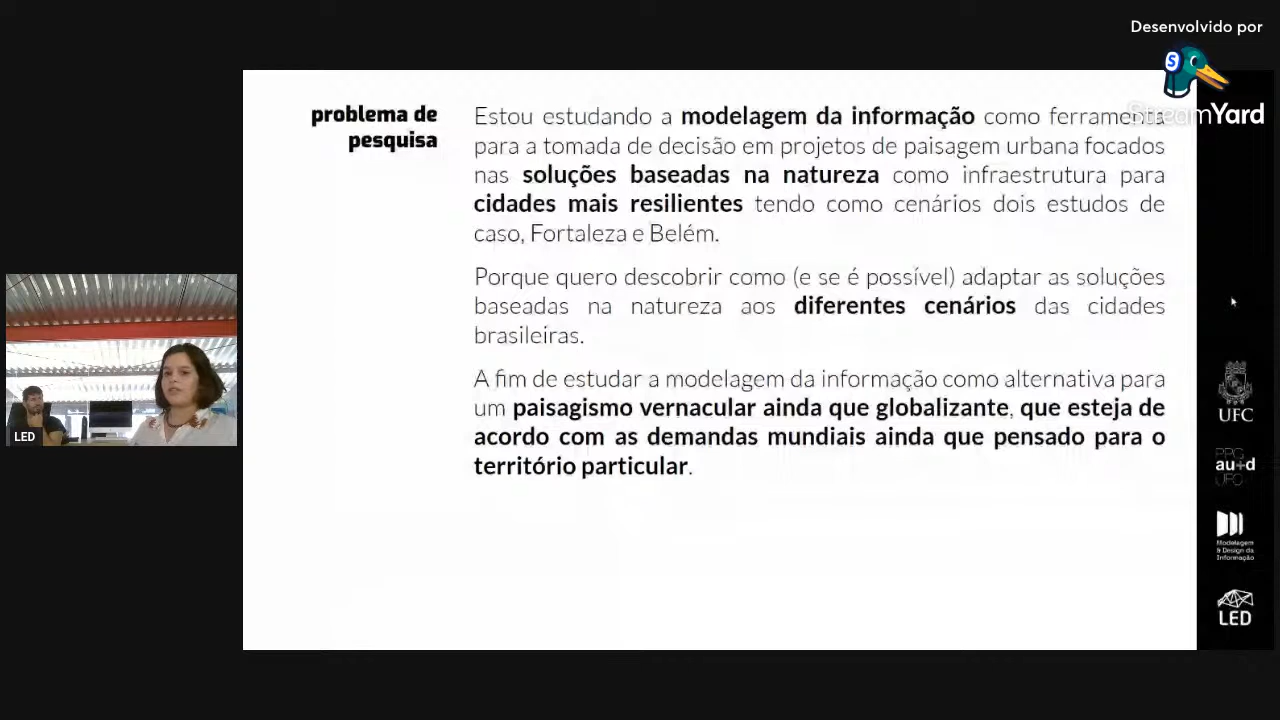 Desenvolvido por
StreamYard
problema de
pesquisa
Estou estudando a modelagem da informação como ferramenta
para a tomada de decisão em projetos de paisagem urbana focados
nas soluções baseadas na natureza como infraestrutura para
cidades mais resilientes tendo como cenários dois estudos de
caso, Fortaleza e Belém.
Porque quero descobrir como (e se é possível) adaptar as soluções
baseadas na natureza aos diferentes cenários das cidades
brasileiras.
A fim de estudar a modelagem da informação como alternativa para
um paisagismo vernacular ainda que globalizante, que esteja de
acordo com as demandas mundiais ainda que pensado para o
território particular.
LED
UFC
PPG
au+d
UFC
Modelagem
& Design da
Informação
LED